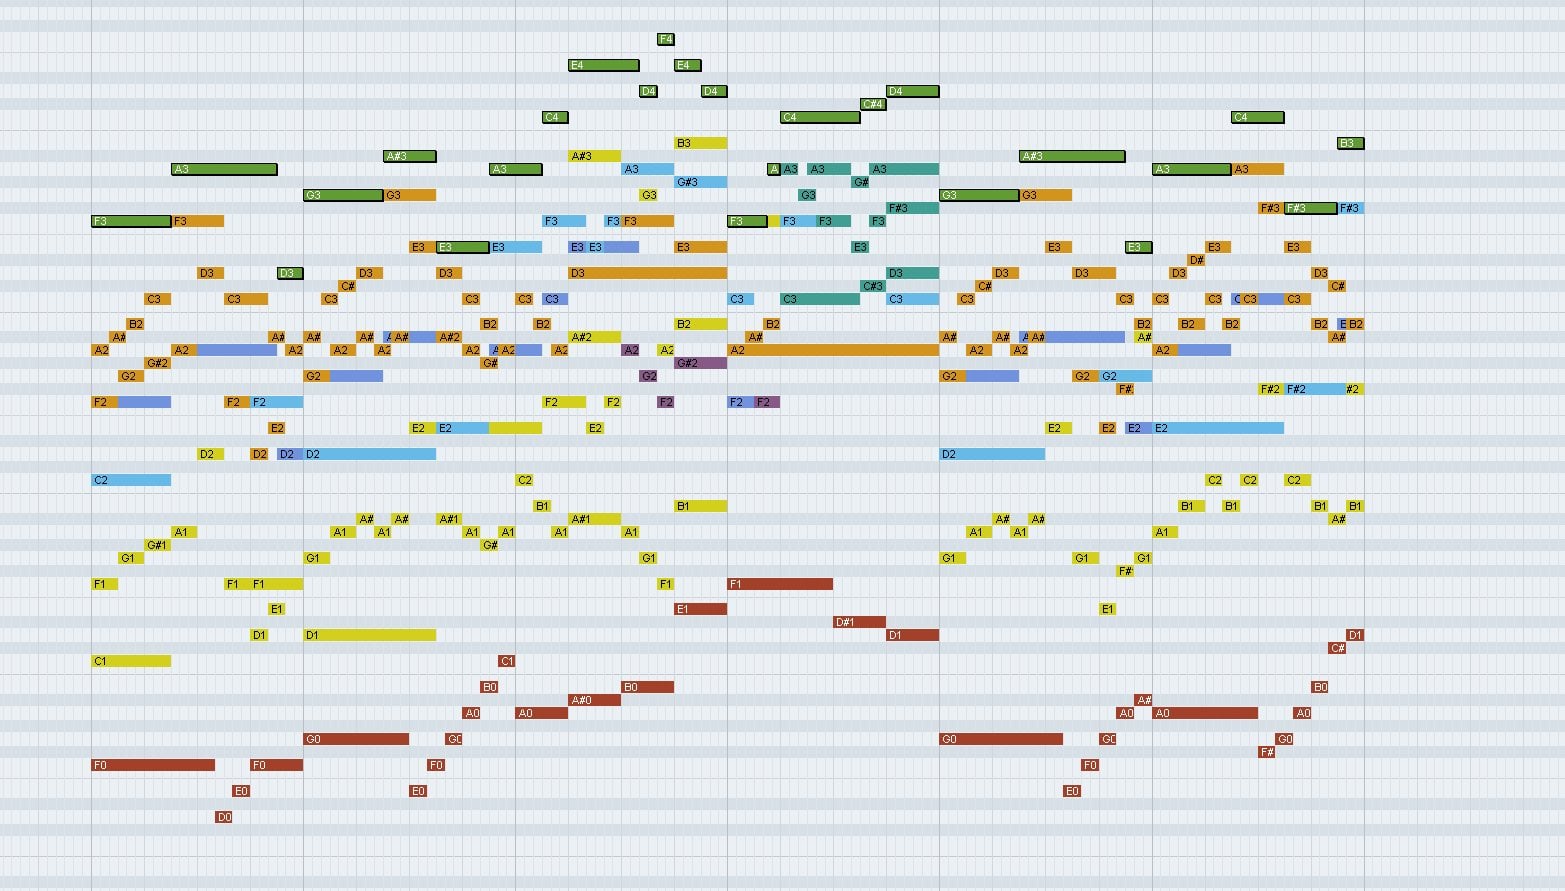 F4
E4 E4
D4 D4 D4
C#4
C4 C4 C4
B3 B3
A#3 A#3 A#3
A3 A3 A3 A A3 A3 A3 A3 A3
G#3 G#
G3 G3 G3 G3 G3 G3
F#3 F#3 F#3 F#3
F3 F3 F3 F3 F3 F3 F3 F3 F3
E3 E3 E3 E3 E3 E3 E3 E3 E3 E3 E3
D#
D3 D3 D3 D3 D3 D3 D3 D3 D3 D3
C# C#3 C# C#
C3 C3 C3 C3 C3 C3 C3 C3 C3 C3 C3 C3 C3 C C3 C3
B2 B2 B2 B2 B2 B2 B2 B2 B2 B2
A# A# A# A# A# A#2 A#2 A# A# A# A# A# A#
A2 A2 A2 A2 A2 A2 A2 A2 A2 A2 A2 A2 A2 A2
G#2 G# G#2
G2 G2 G2 G2 G2 G2
F# F#2 F#2 #2
F2 F2 F2 F2 F2 F2 F2 F2
E2 E2 E2 E2 E2 E2 E2 E2
D2 D2 D2 D2 D2
C2 C2 C2 C2 C2
B1 B1 B1 B1 B1 B1
A# A# A#1 A#1 A# A# A#
A1 A1 A1 A1 A1 A1 A1 A1 A1 A1
G#1 G#
G1 G1 G1 G1 G1 G1
F#
F1 F1 F1 F1 F1
E1 E1 E1
D#1
D1 D1 D1 D1
C#
C1 C1
B0 B0 B0
A#0 A#
A0 A0 A0 A0 A0
G0 G0 G0 G0
F#
F0 F0 F0 F0
E0 E0 E0
D0